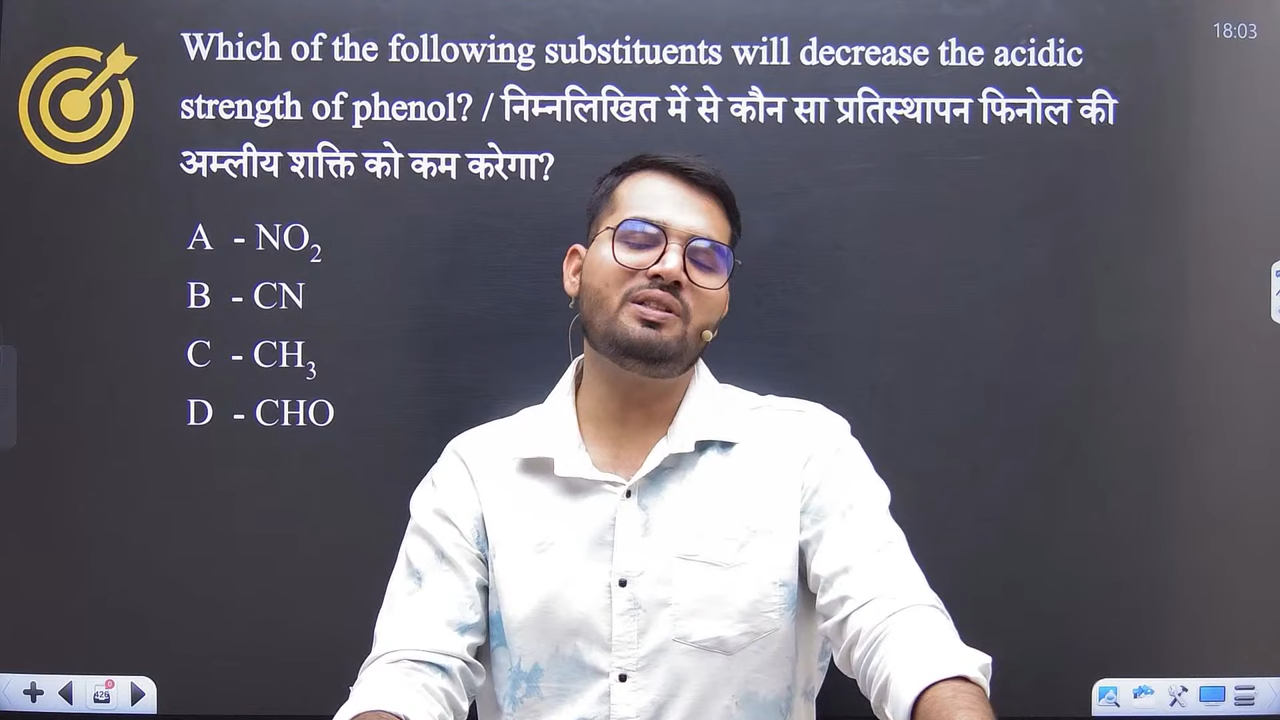 18:03
Which of the following substituents will decrease the acidic
strength of phenol? / निम्नलिखित में से कौन सा प्रतिस्थापन फिनोल की
अम्लीय शक्ति को कम करेगा?
A - NO₂
B - CN
C - CH₃
D - CHO
428